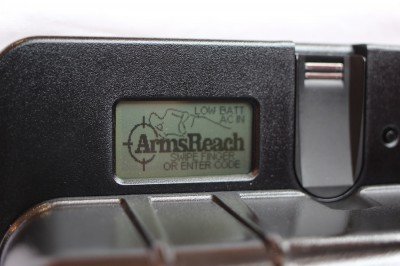 LOW BATT
AC IN
ArmsReach
SWIPE FINGER
OR ENTER CODE